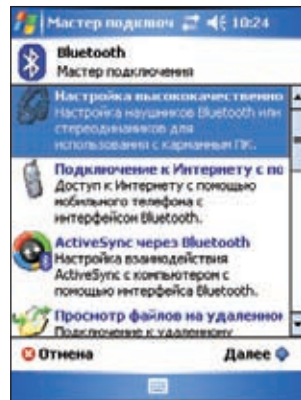 Мастер подключ 10:24
Bluetooth
Мастер подключения
Настройка высококачественно
Настройка наушников Bluetooth или
стереодинамиков для
использования с карманным ПК.
Подключение к Интернету с по
Доступ к Интернету с помощью
мобильного телефона с
интерфейсом Bluetooth.
ActiveSync через Bluetooth
Настройка взаимодействия
ActiveSync с компьютером с
помощью интерфейса Bluetooth.
Просмотр файлов на удаленно
Подключение к удаленному
Отмена Далее